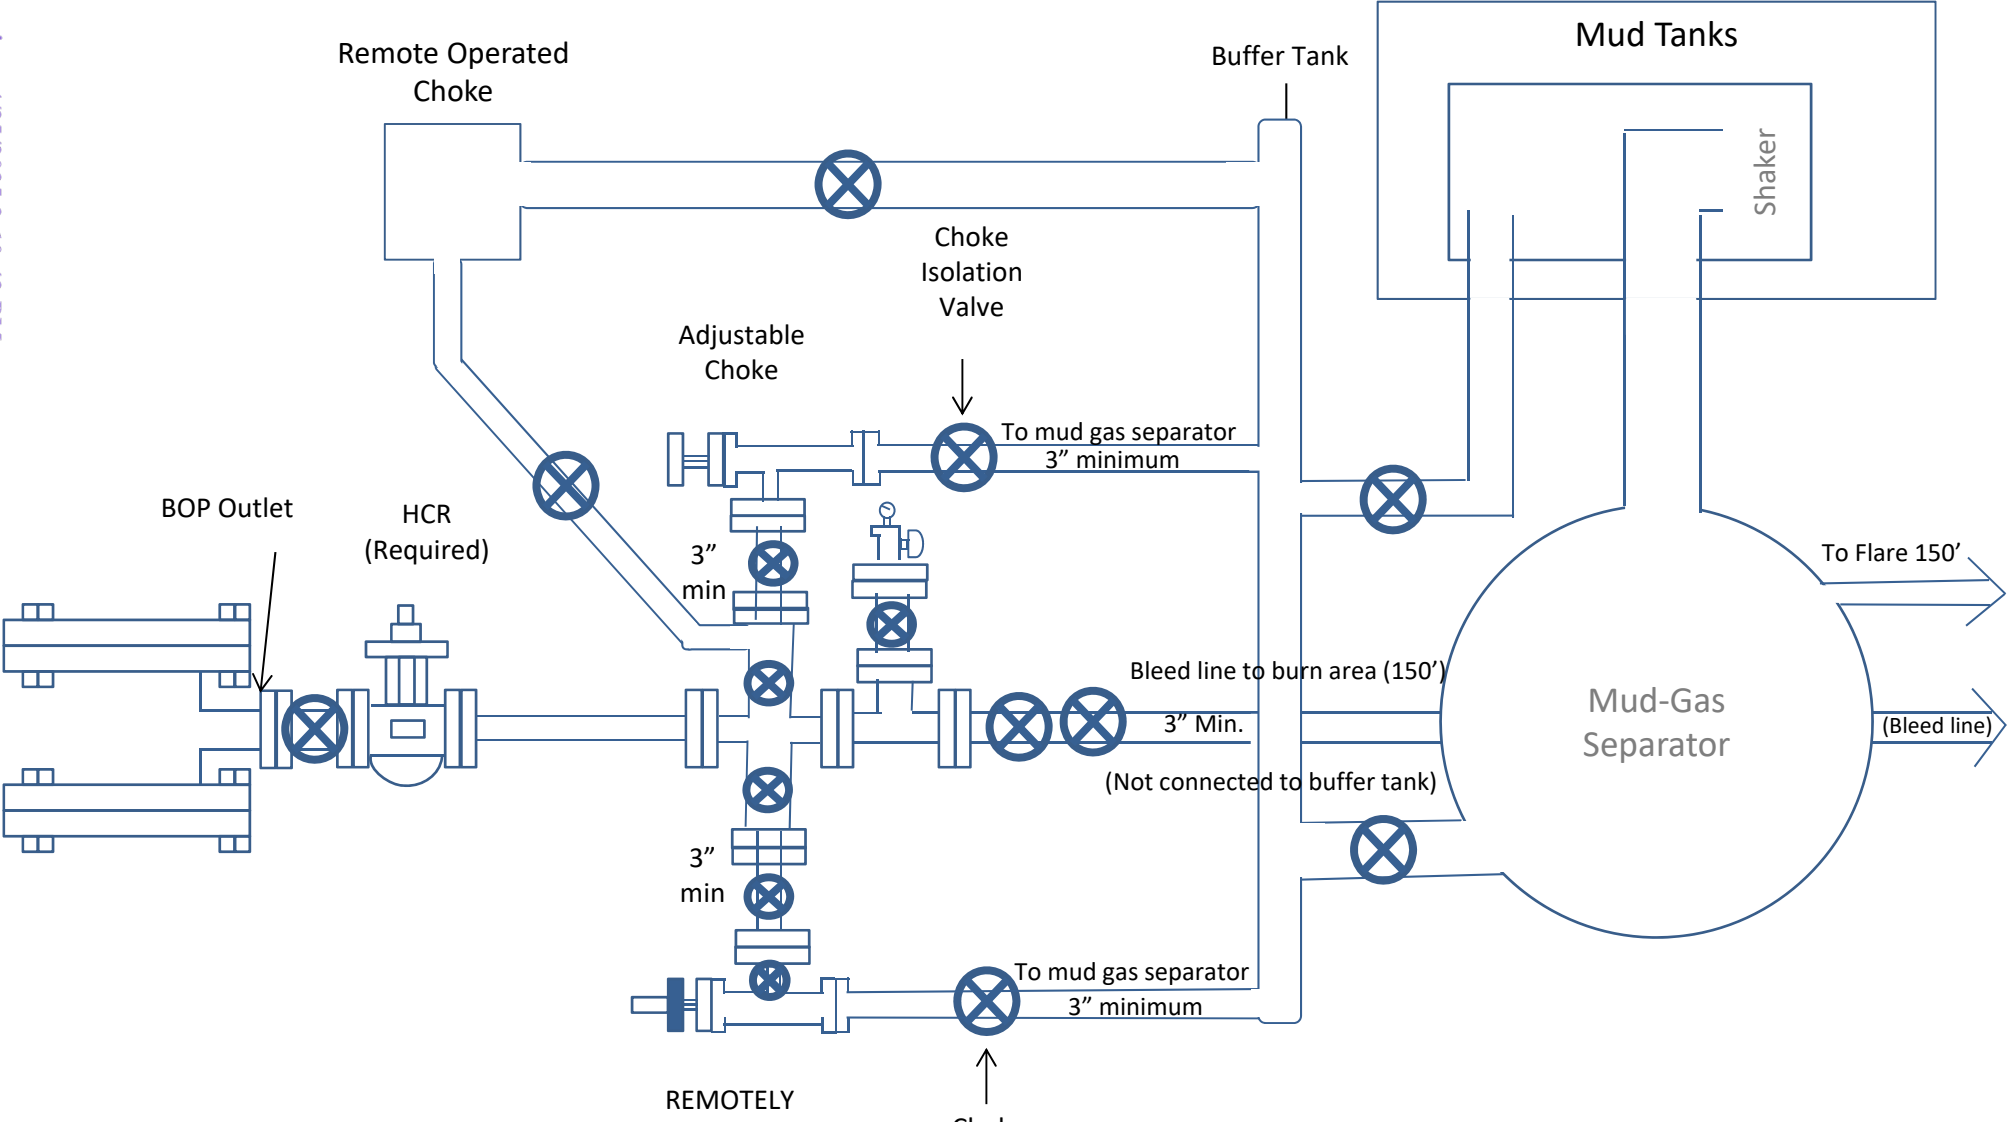 Remote Operated
Choke
Buffer Tank
Mud Tanks
Shaker
Choke
Isolation
Valve
Adjustable
Choke
To mud gas separator
3” minimum
BOP Outlet
HCR
(Required)
3”
min
To Flare 150’
Bleed line to burn area (150’)
3” Min.
(Not connected to buffer tank)
Mud-Gas
Separator
(Bleed line)
3”
min
To mud gas separator
3” minimum
REMOTELY